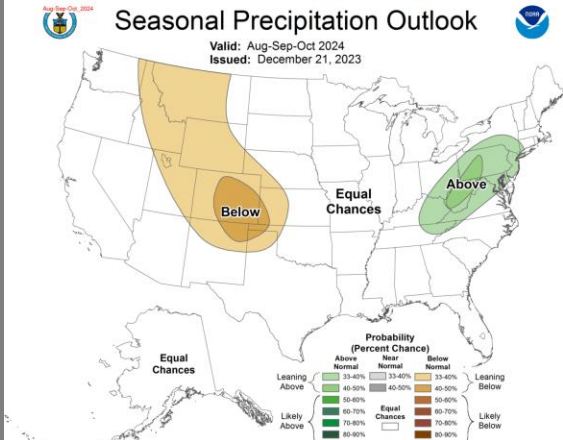 Aug-Sep-Oct_2024
Seasonal Precipitation Outlook
NOAA
Valid: Aug-Sep-Oct 2024
Issued: December 21, 2023
Below
Equal
Chances
Above
Equal
Chances
Probability
(Percent Chance)
Above
Normal
Near
Normal
Below
Normal
Leaning
Above
33-40%
33-40%
33-40%
Leaning
Below
40-50%
40-50%
40-50%
Likely
Above
50-60%
60-70%
70-80%
80-90%
Equal
Chances
50-60%
60-70%
70-80%
80-90%
Likely
Below